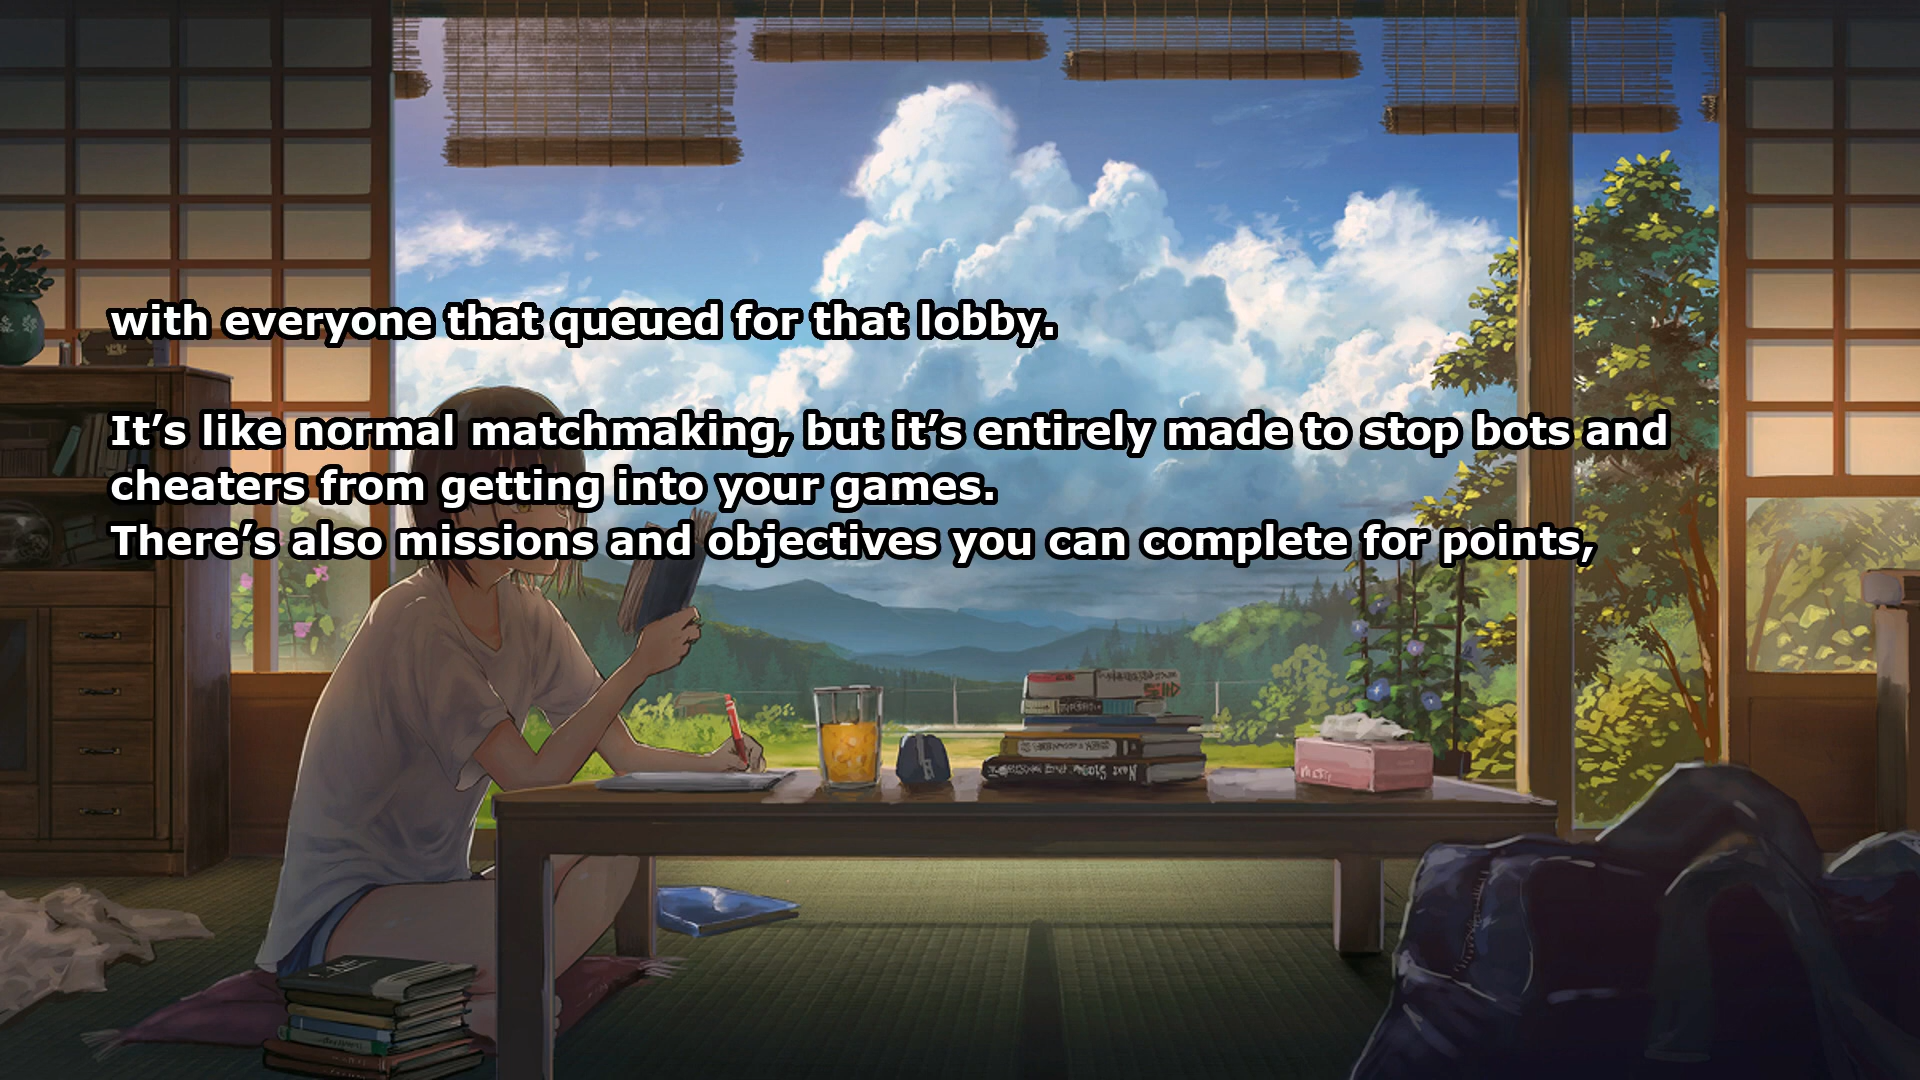 with everyone that queued for that lobby.
It’s like normal matchmaking, but it’s entirely made to stop bots and
cheaters from getting into your games.
There’s also missions and objectives you can complete for points,